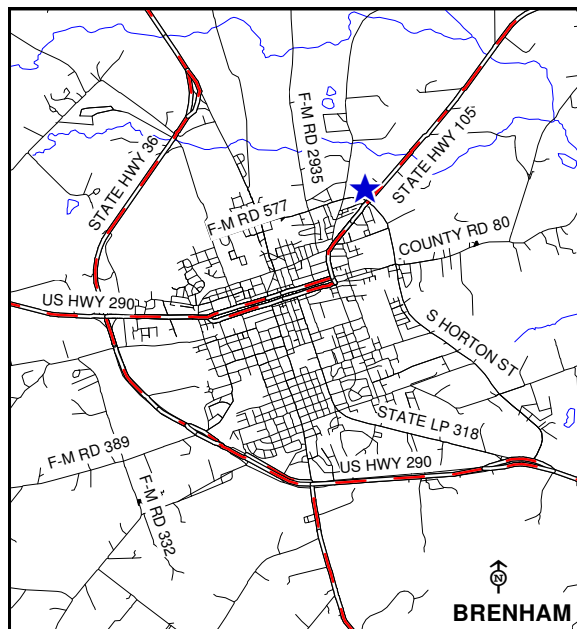 STATE HWY 36
F-M RD 2935
STATE HWY 105
F-M RD 577
COUNTY RD 80
US HWY 290
S HORTON ST
STATE LP 318
F-M RD 389
US HWY 290
F-M RD 332
N
BRENHAM